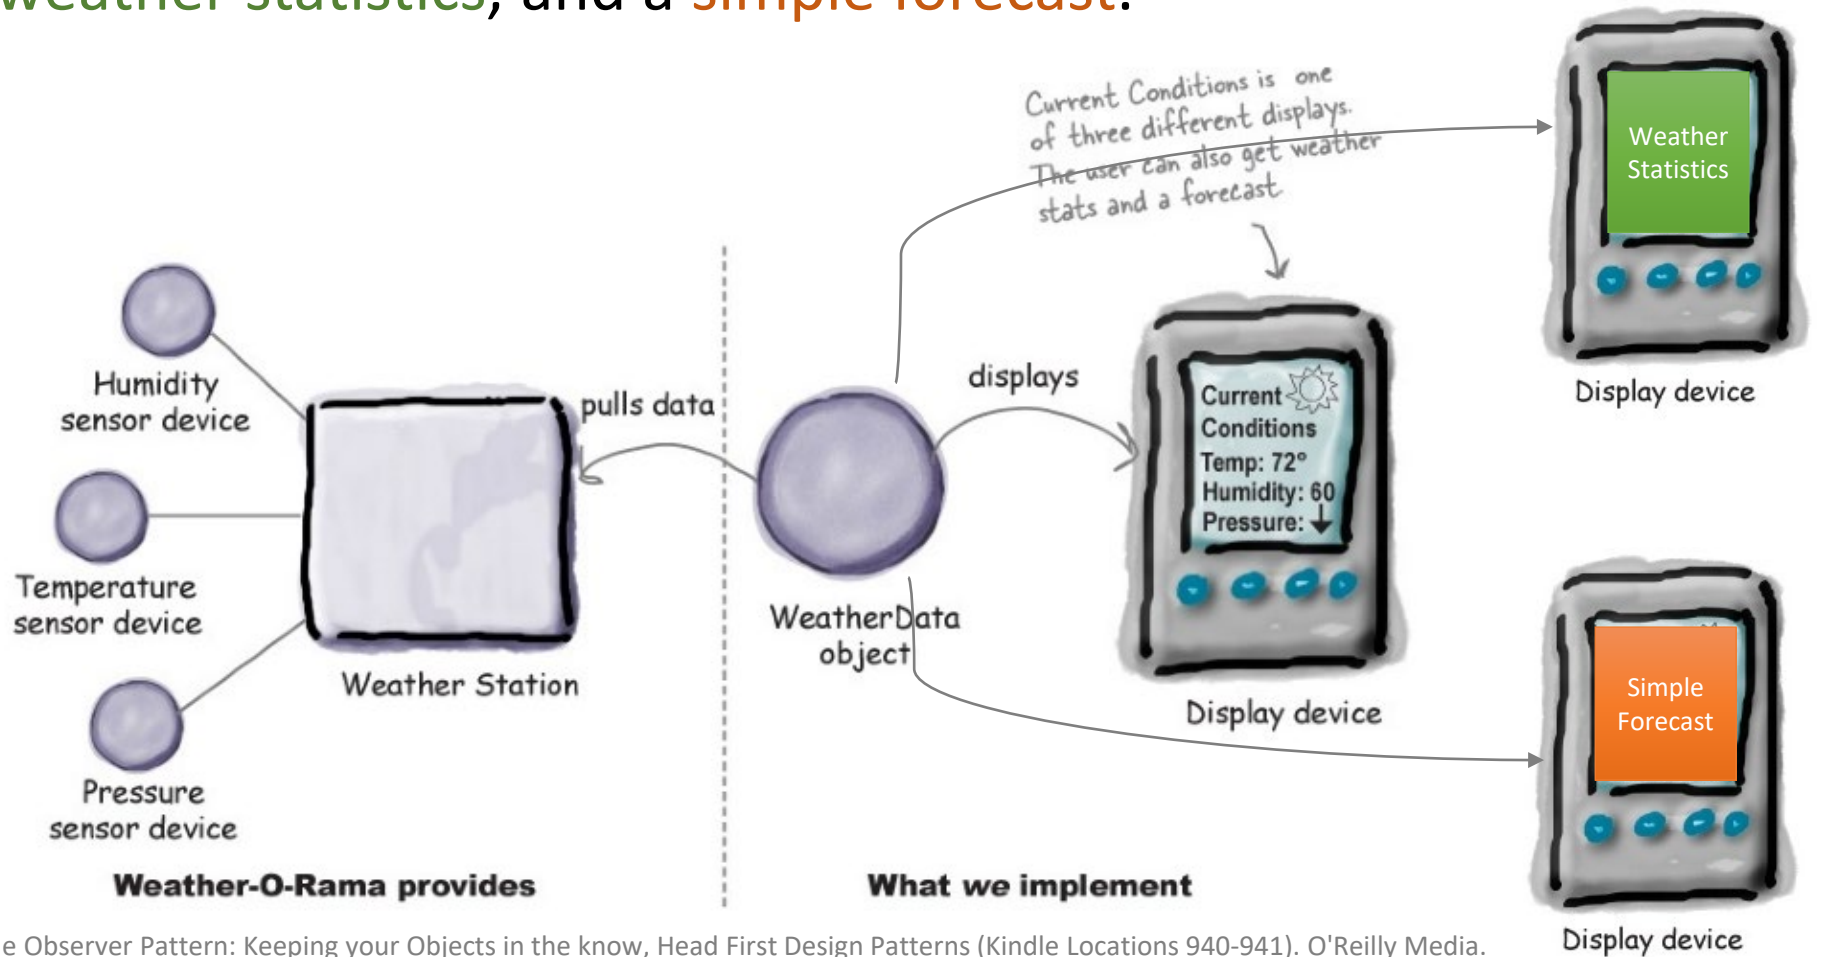 weather statistics, and a simple forecast.
Current Conditions is one
of three different displays.
The user can also get weather
stats and a forecast
Weather
Statistics
Display device
Humidity
sensor device
pulls data
displays
Current
Conditions
Temp: 72°
Humidity: 60
Pressure:
Temperature
sensor device
WeatherData
object
Weather Station
Display device
Simple
Forecast
Pressure
sensor device
Weather-O-Rama provides
What we implement
Display device
e Observer Pattern: Keeping your Objects in the know, Head First Design Patterns (Kindle Locations 940-941). O'Reilly Media.